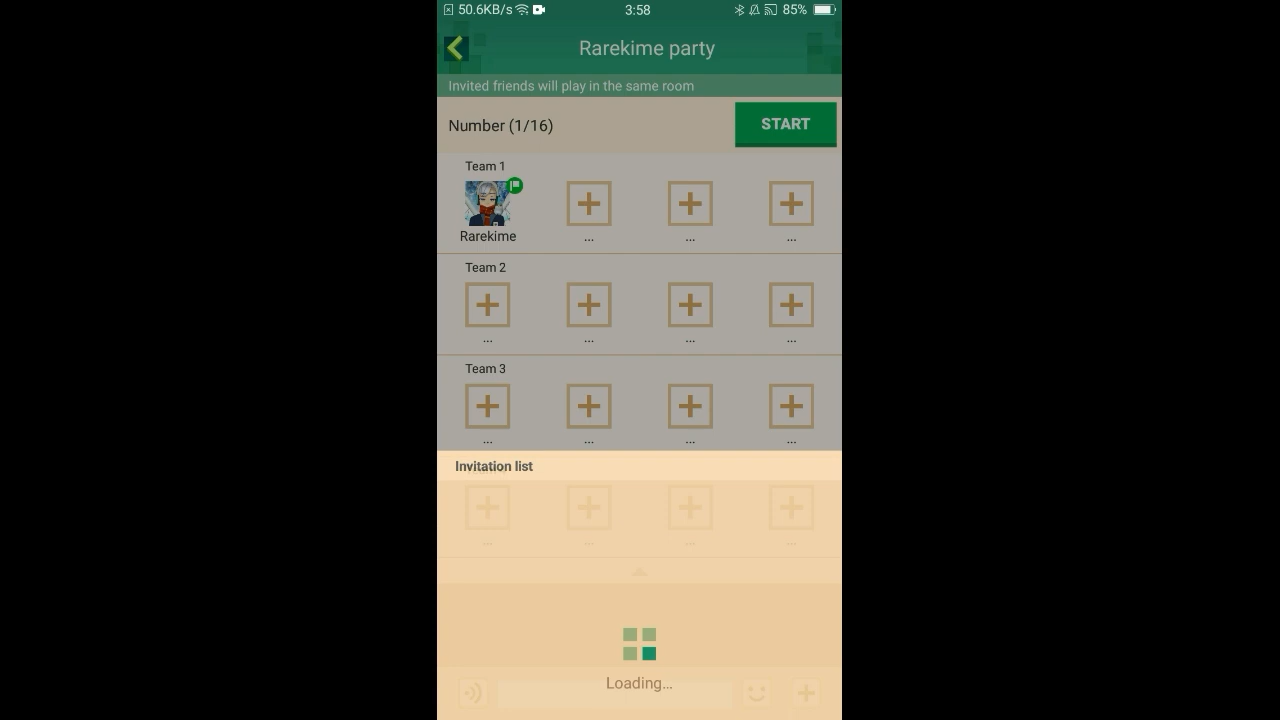 50.6KB/s 3:58 85%
Rarekime party
Invited friends will play in the same room
Number (1/16) START
Team 1
Rarekime ... ... ...
Team 2
... ... ... ...
Team 3
... ... ... ...
Invitation list
... ... ... ...
Loading...